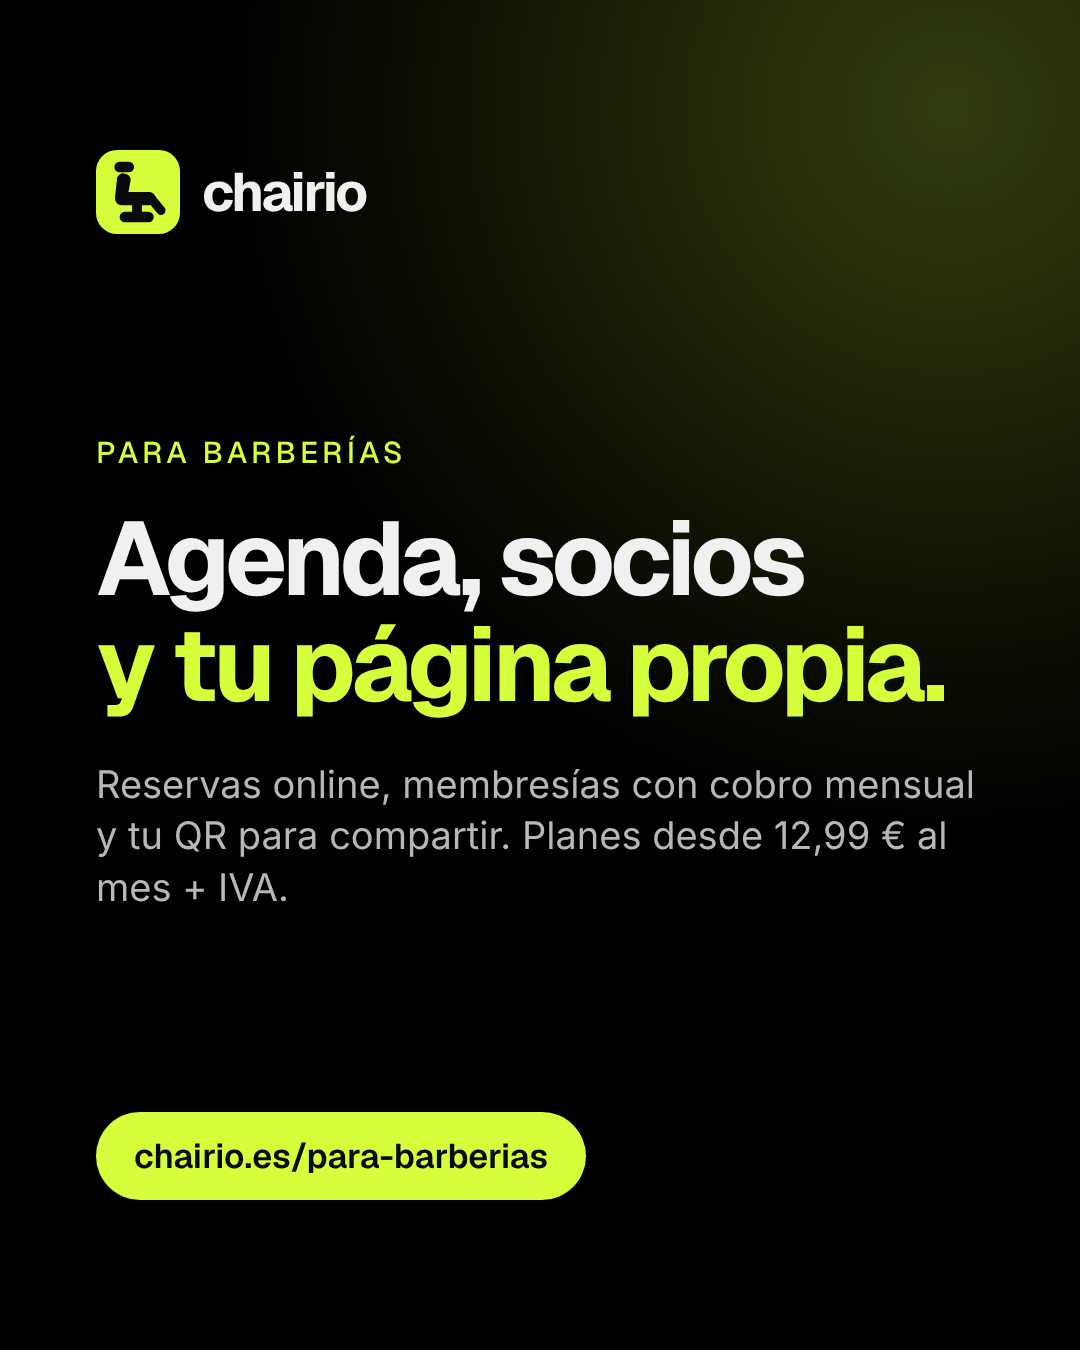 chairio
PARA BARBERÍAS
Agenda, socios
y tu página propia.
Reservas online, membresías con cobro mensual
y tu QR para compartir. Planes desde 12,99 € al
mes + IVA.
chairio.es/para-barberias